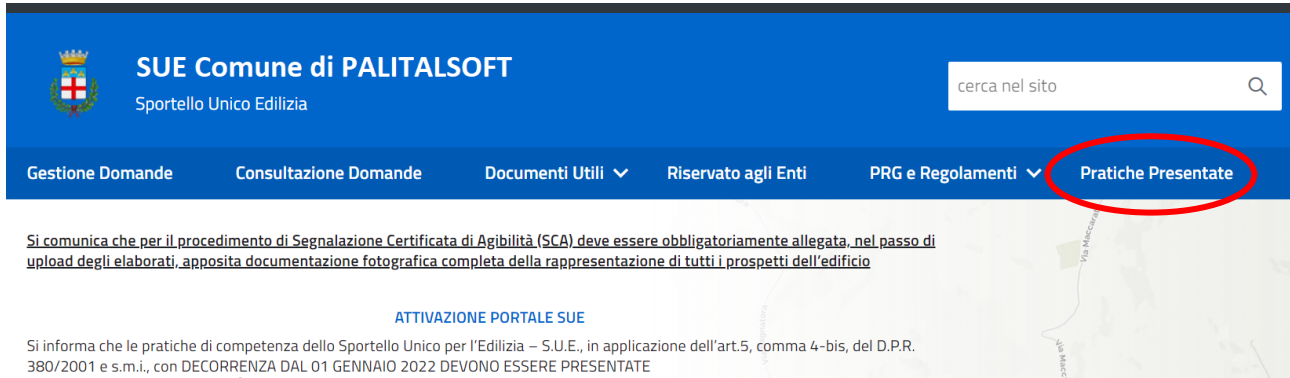 SUE Comune di PALITALSOFT
Sportello Unico Edilizia
cerca nel sito
Gestione Domande
Consultazione Domande
Documenti Utili
Riservato agli Enti
PRG e Regolamenti
Pratiche Presentate
Si comunica che per il procedimento di Segnalazione Certificata di Agibilità (SCA) deve essere obbligatoriamente allegata, nel passo di
upload degli elaborati, apposita documentazione fotografica completa della rappresentazione di tutti i prospetti dell'edificio
ATTIVAZIONE PORTALE SUE
Si informa che le pratiche di competenza dello Sportello Unico per l'Edilizia – S.U.E., in applicazione dell'art.5, comma 4-bis, del D.P.R.
380/2001 e s.m.i., con DECORRENZA DAL 01 GENNAIO 2022 DEVONO ESSERE PRESENTATE